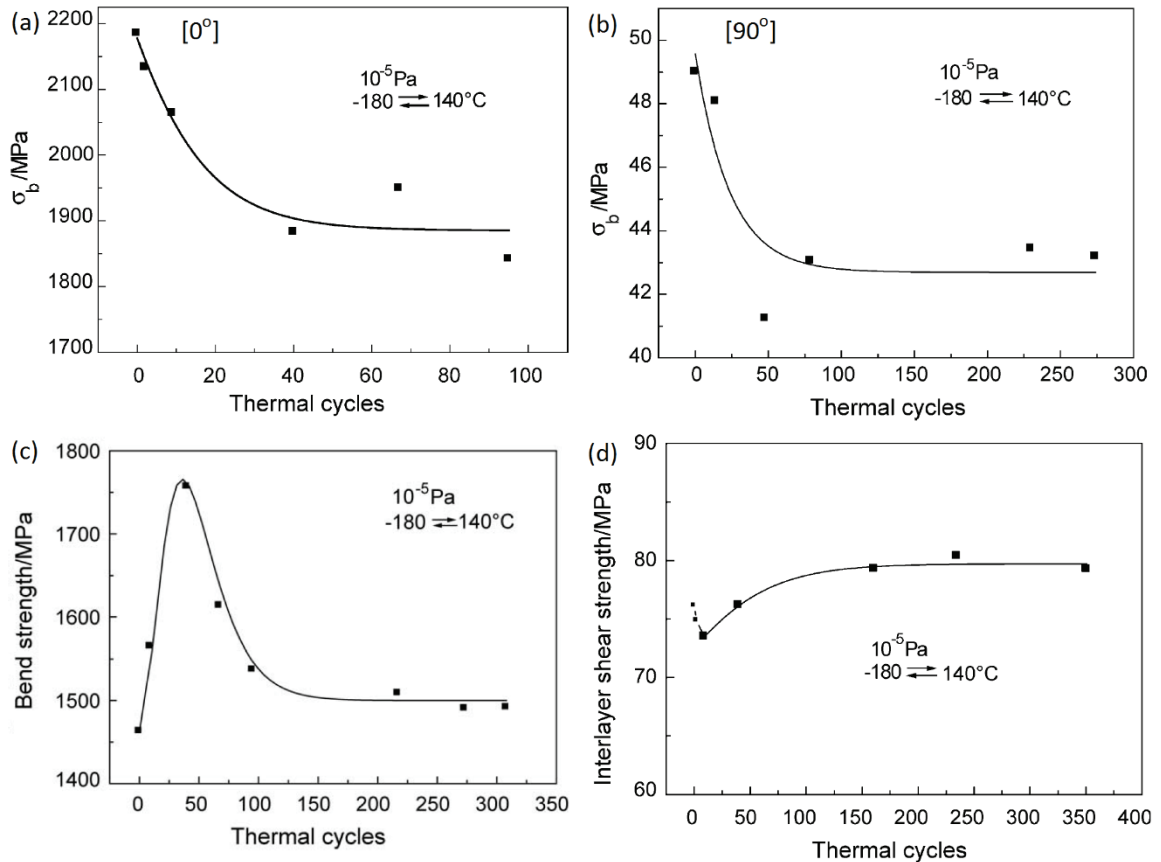 (a)
[0°]
10⁻⁵Pa
-180 ⇄ 140°C
2200
2100
2000
1900
1800
1700
σb/MPa
0 20 40 60 80 100
Thermal cycles
(b)
[90°]
10⁻⁵Pa
-180 ⇄ 140°C
50
48
46
44
42
40
σb/MPa
0 50 100 150 200 250 300
Thermal cycles
(c)
10⁻⁵Pa
-180 ⇄ 140°C
1800
1700
1600
1500
1400
Bend strength/MPa
0 50 100 150 200 250 300 350
Thermal cycles
(d)
10⁻⁵Pa
-180 ⇄ 140°C
90
80
70
60
Interlayer shear strength/MPa
0 50 100 150 200 250 300 350 400
Thermal cycles